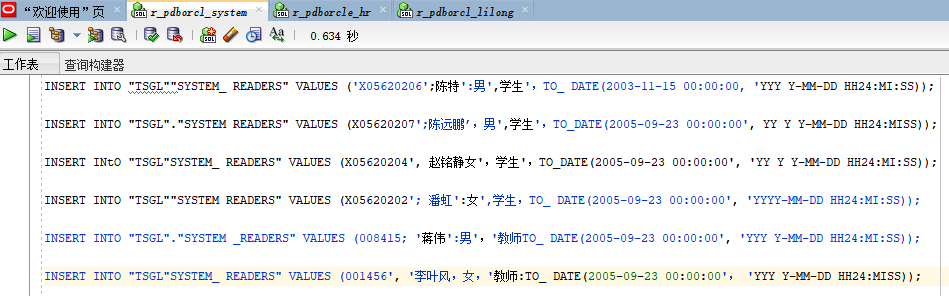 "欢迎使用" 页 r_pdborcl_system r_pdborcle_hr r_pdborcl_lilong
0.634 秒
工作表 查询构建器
INSERT INTO "TSGL""SYSTEM_ READERS" VALUES ('X05620206';陈特':男',学生', TO_ DATE(2003-11-15 00:00:00, 'YYY Y-MM-DD HH24:MI:SS));
INSERT INTO "TSGL"."SYSTEM READERS" VALUES (X05620207';陈远鹏’，男',学生', TO_DATE(2005-09-23 00:00:00', YY Y Y-MM-DD HH24:MISS));
INSERT INtO "TSGL"SYSTEM_ READERS" VALUES (X05620204', 赵铭静女'，学生'，TO_DATE(2005-09-23 00:00:00', 'YY Y Y-MM-DD HH24:MI:SS));
INSERT INTO "TSGL""SYSTEM READERS" VALUES (X05620202'; 潘虹':女',学生，TO_ DATE(2005-09-23 00:00:00', 'YYYY-MM-DD HH24:MI:SS'));
INSERT INTO "TSGL"."SYSTEM _READERS" VALUES (008415; '蒋伟':男'，'教师TO_ DATE(2005-09-23 00:00:00', 'YYYY-MM-DD HH24:MI:SS'));
INSERT INTO "TSGL"SYSTEM_ READERS" VALUES (001456', '李叶风，女，'教师:TO_ DATE(2005-09-23 00:00:00'， 'YYY Y-MM-DD HH24:MISS));